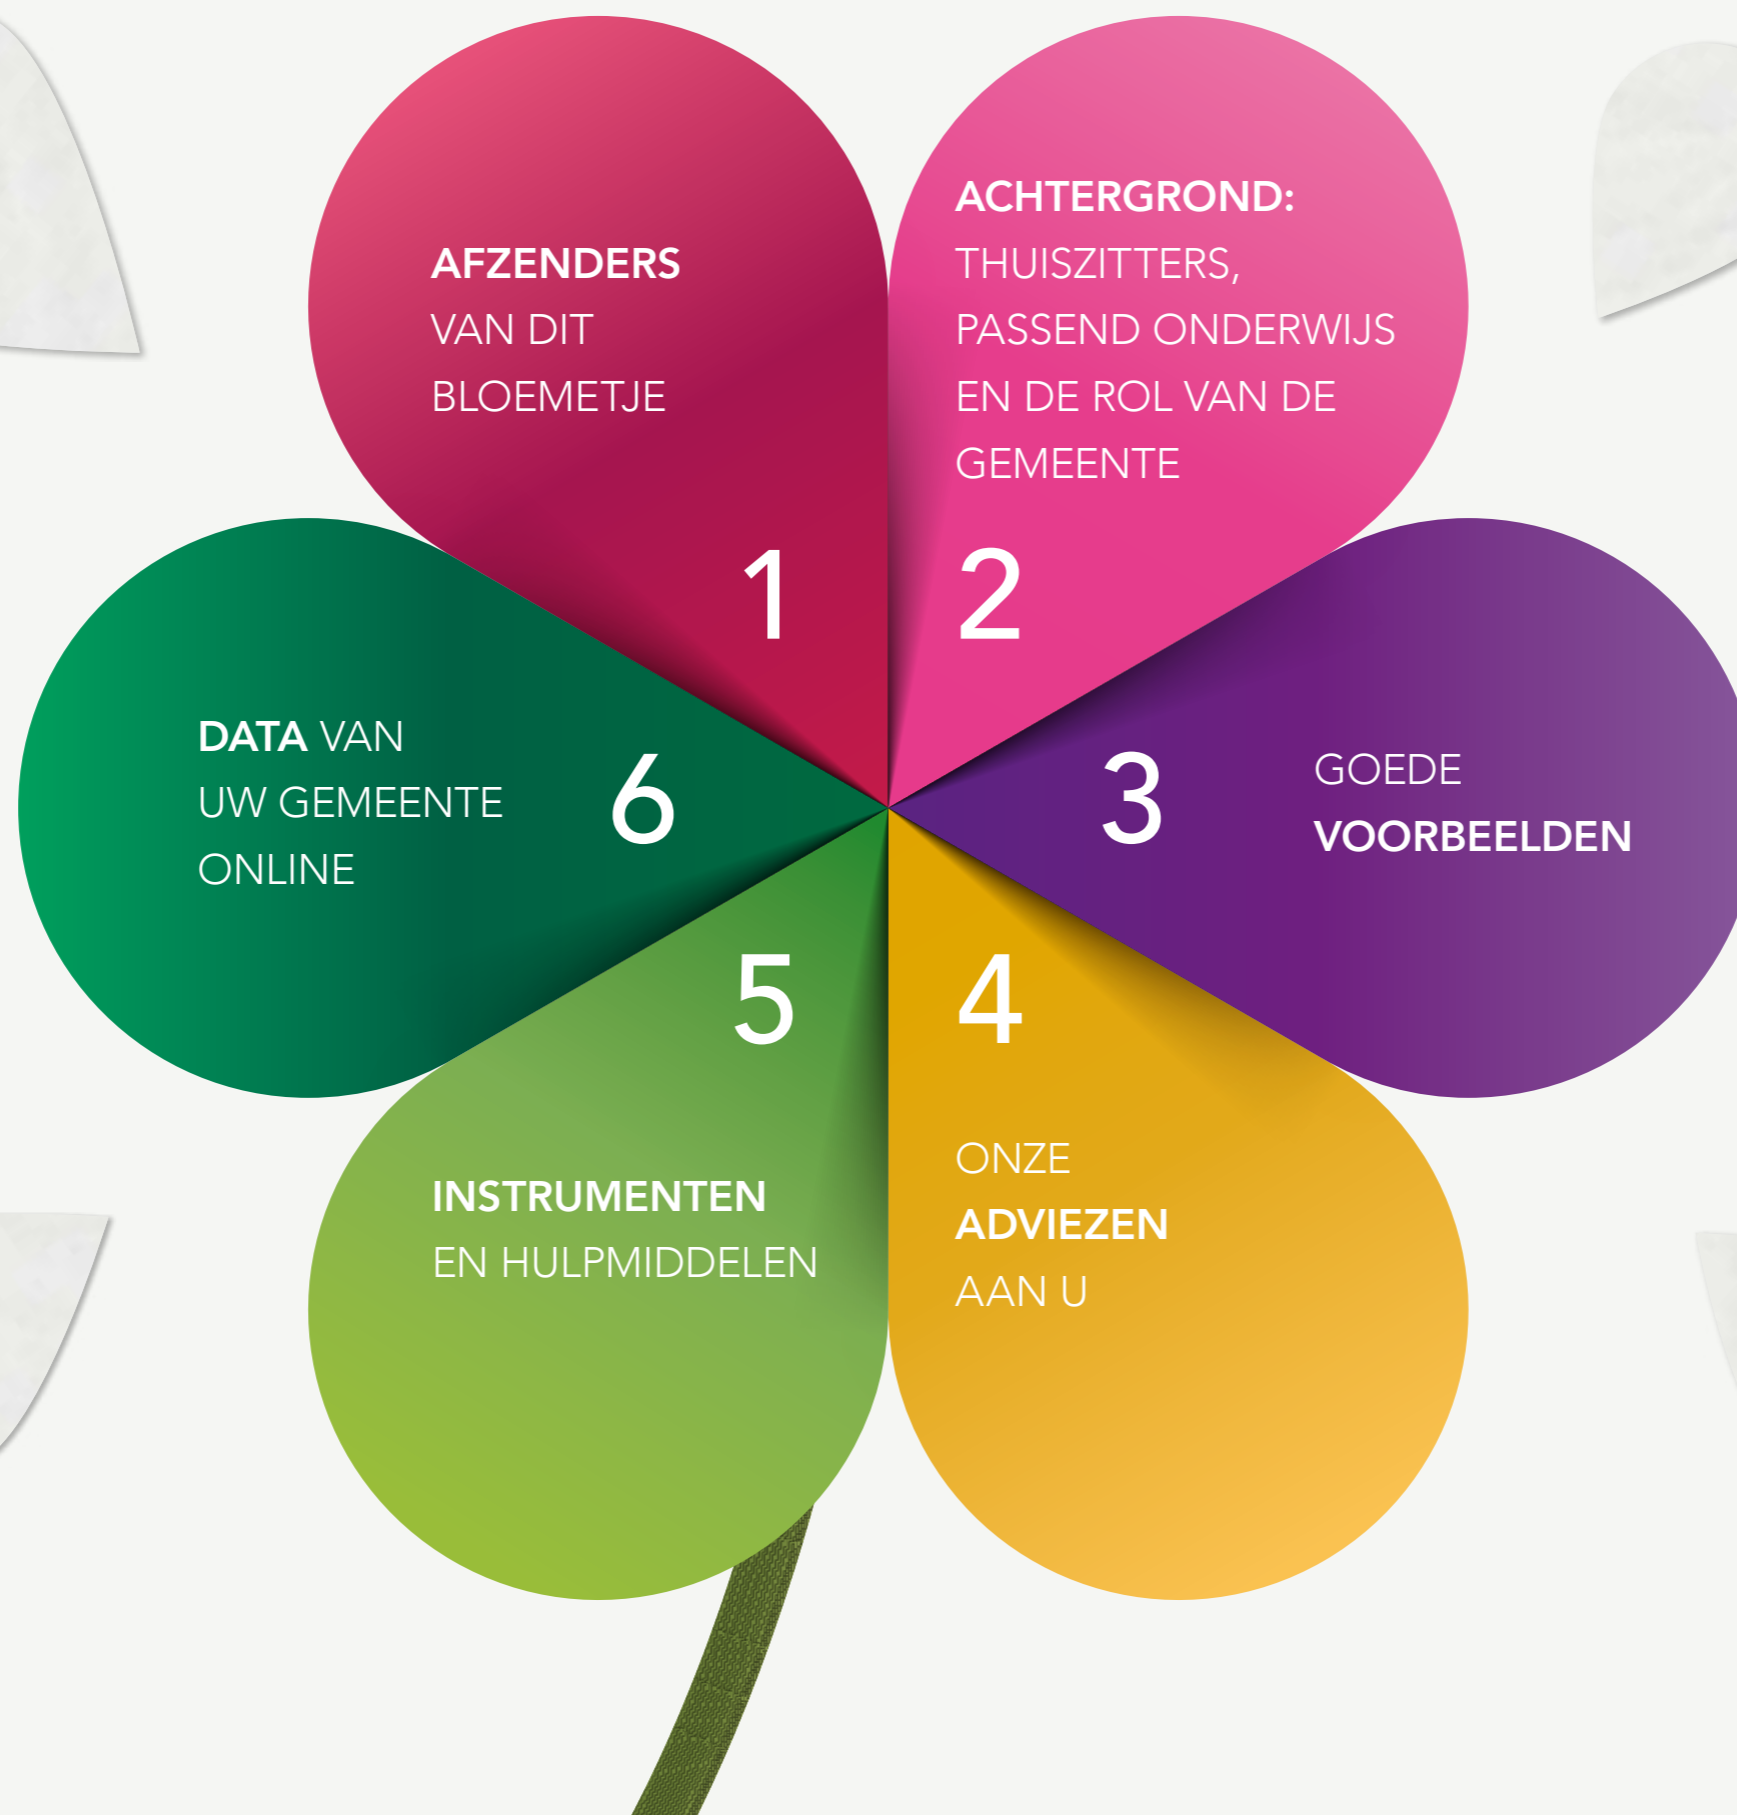 AFZENDERS
VAN DIT
BLOEMETJE
1
ACHTERGROND:
THUISZITTERS,
PASSEND ONDERWIJS
EN DE ROL VAN DE
GEMEENTE
2
3
GOEDE
VOORBEELDEN
4
ONZE
ADVIEZEN
AAN U
5
INSTRUMENTEN
EN HULPMIDDELEN
6
DATA VAN
UW GEMEENTE
ONLINE